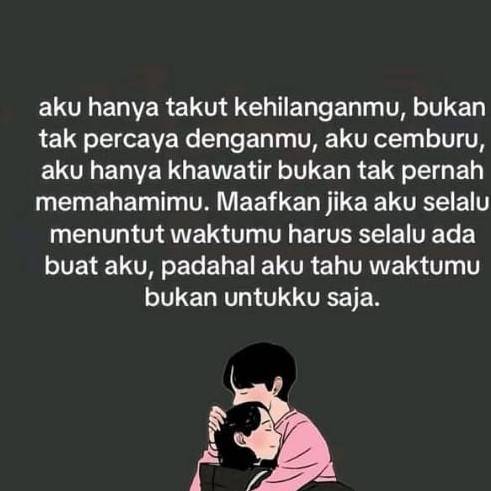 aku hanya takut kehilanganmu, bukan
tak percaya denganmu, aku cemburu,
aku hanya khawatir bukan tak pernah
memahamimu. Maafkan jika aku selalu
menuntut waktumu harus selalu ada
buat aku, padahal aku tahu waktumu
bukan untukku saja.